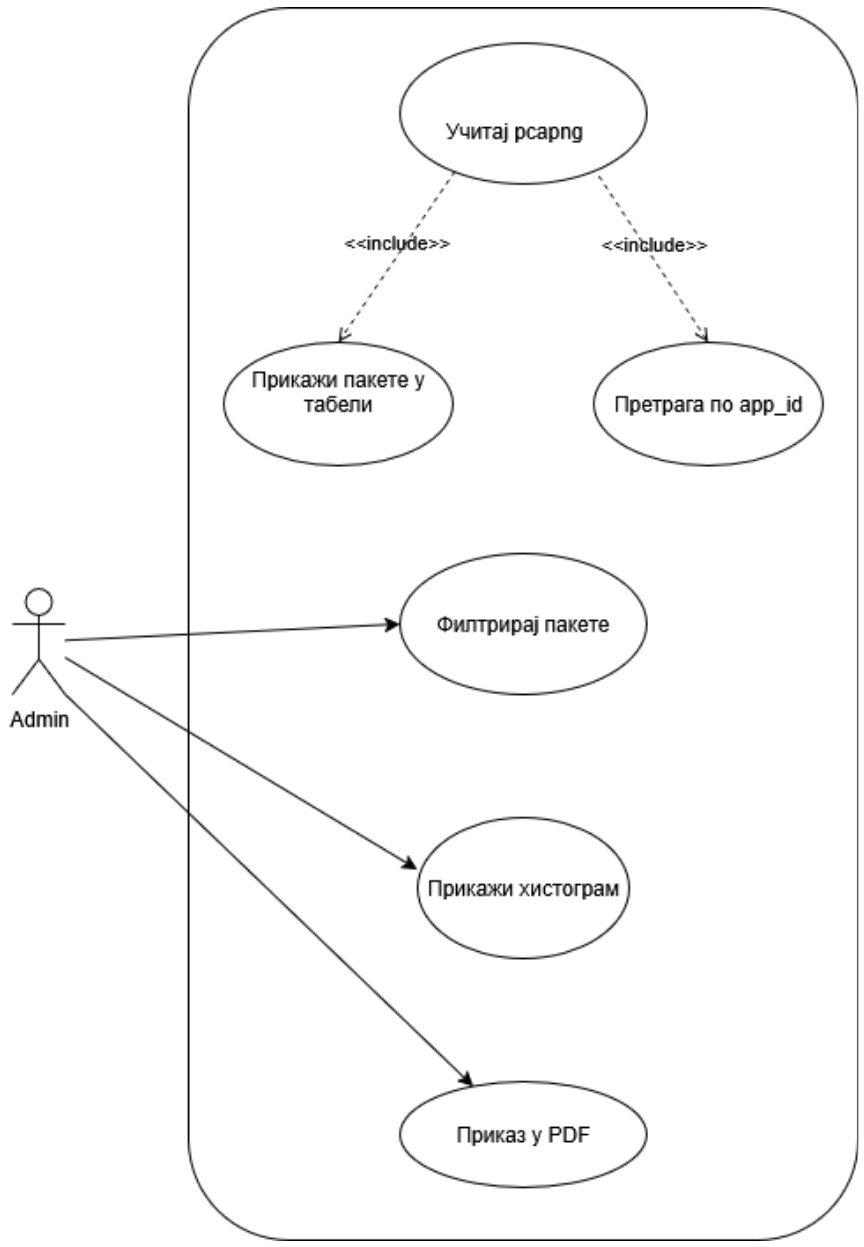 Учитај pcapng
<<include>>
<<include>>
Прикажи пакете у
табели
Претрага по app_id
Филтрирај пакете
Admin
Прикажи хистограм
Приказ у PDF